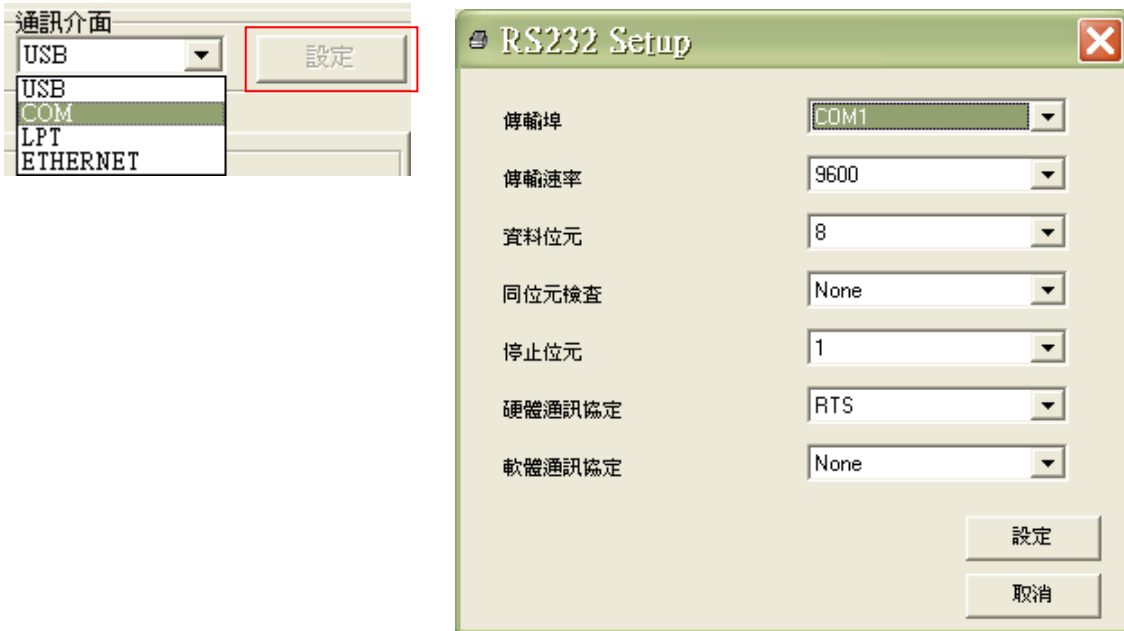 通訊介面
USB
設定
USB
COM
LPT
ETHERNET
RS232 Setup
傳輸埠
COM1
傳輸速率
9600
資料位元
8
同位元檢查
None
停止位元
1
硬體通訊協定
RTS
軟體通訊協定
None
設定
取消